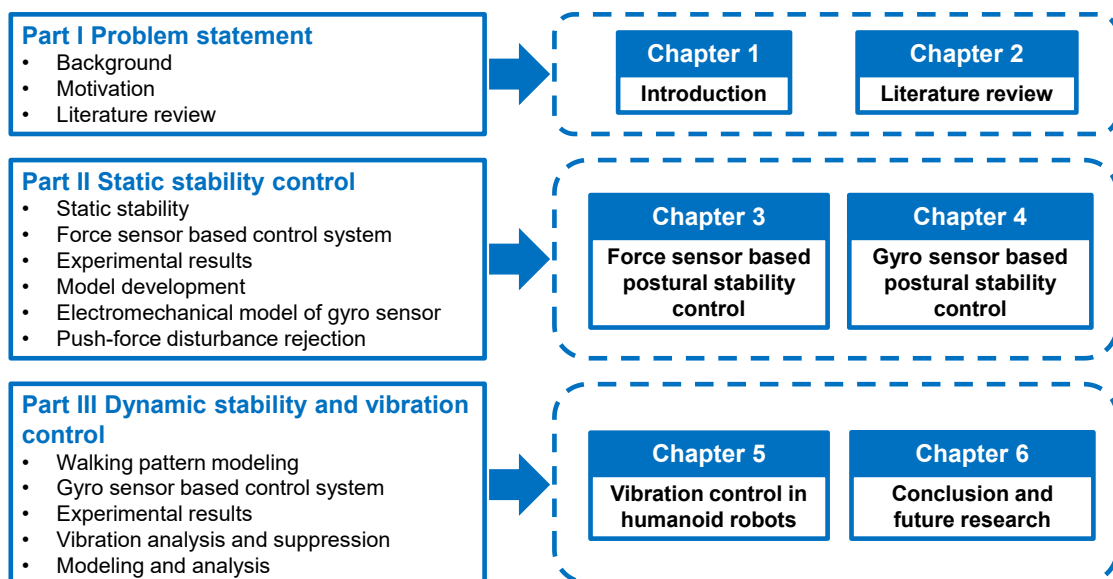 Part I Problem statement
• Background
• Motivation
• Literature review
Chapter 1
Introduction
Chapter 2
Literature review
Part II Static stability control
• Static stability
• Force sensor based control system
• Experimental results
• Model development
• Electromechanical model of gyro sensor
• Push-force disturbance rejection
Chapter 3
Force sensor based
postural stability
control
Chapter 4
Gyro sensor based
postural stability
control
Part III Dynamic stability and vibration
control
• Walking pattern modeling
• Gyro sensor based control system
• Experimental results
• Vibration analysis and suppression
• Modeling and analysis
Chapter 5
Vibration control in
humanoid robots
Chapter 6
Conclusion and
future research